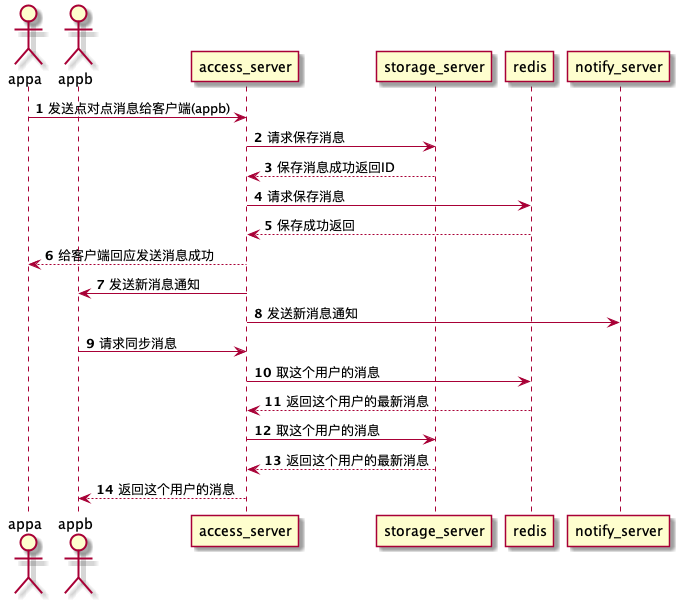 appa
appb
access_server
storage_server
redis
notify_server
1 发送点对点消息给客户端(appb)
2 请求保存消息
3 保存消息成功返回ID
4 请求保存消息
5 保存成功返回
6 给客户端回应发送消息成功
7 发送新消息通知
8 发送新消息通知
9 请求同步消息
10 取这个用户的消息
11 返回这个用户的最新消息
12 取这个用户的消息
13 返回这个用户的最新消息
14 返回这个用户的消息
appa
appb
access_server
storage_server
redis
notify_server